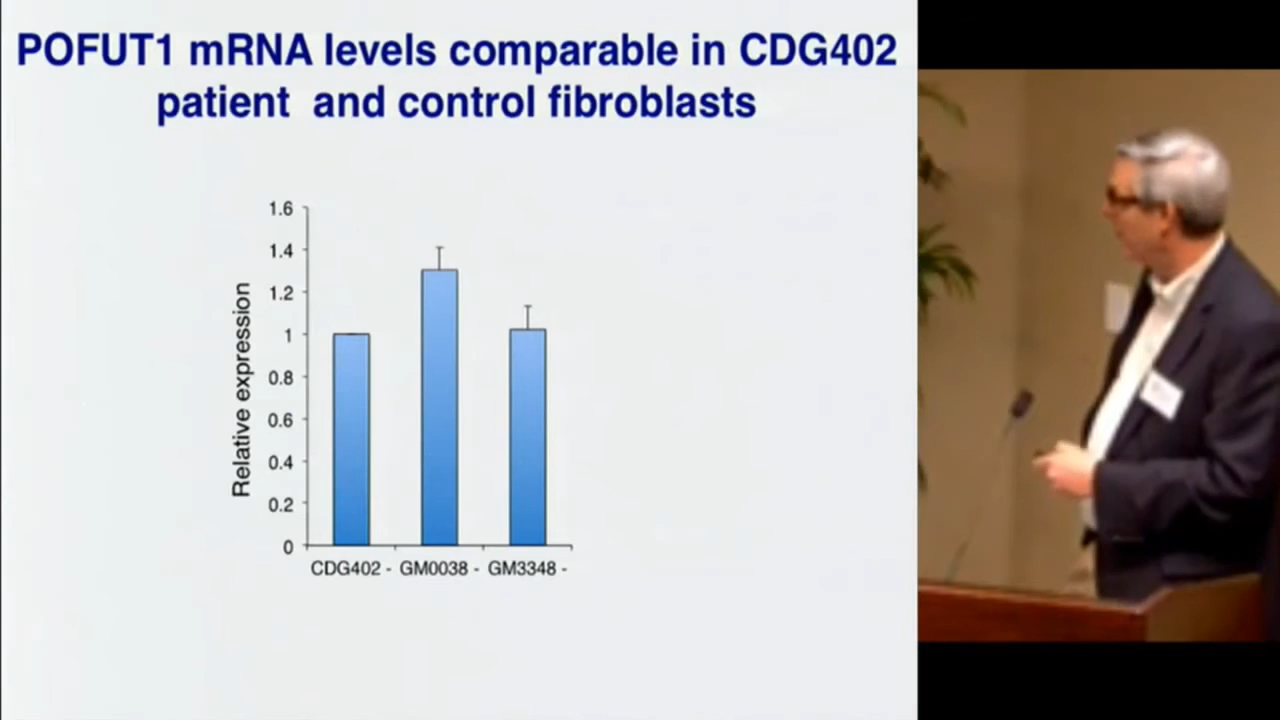 POFUT1 mRNA levels comparable in CDG402
patient and control fibroblasts
Relative expression
1.6
1.4
1.2
1
0.8
0.6
0.4
0.2
0
CDG402 - GM0038 - GM3348 -